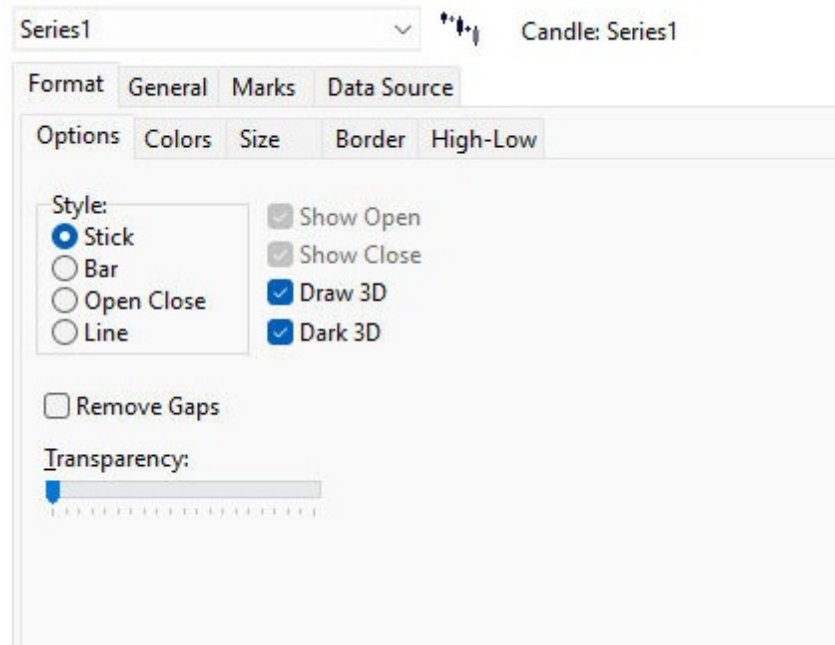 Series1 Candle: Series1
Format General Marks Data Source
Options Colors Size Border High-Low
Style:
Stick
Bar
Open Close
Line
Show Open
Show Close
Draw 3D
Dark 3D
Remove Gaps
Transparency: